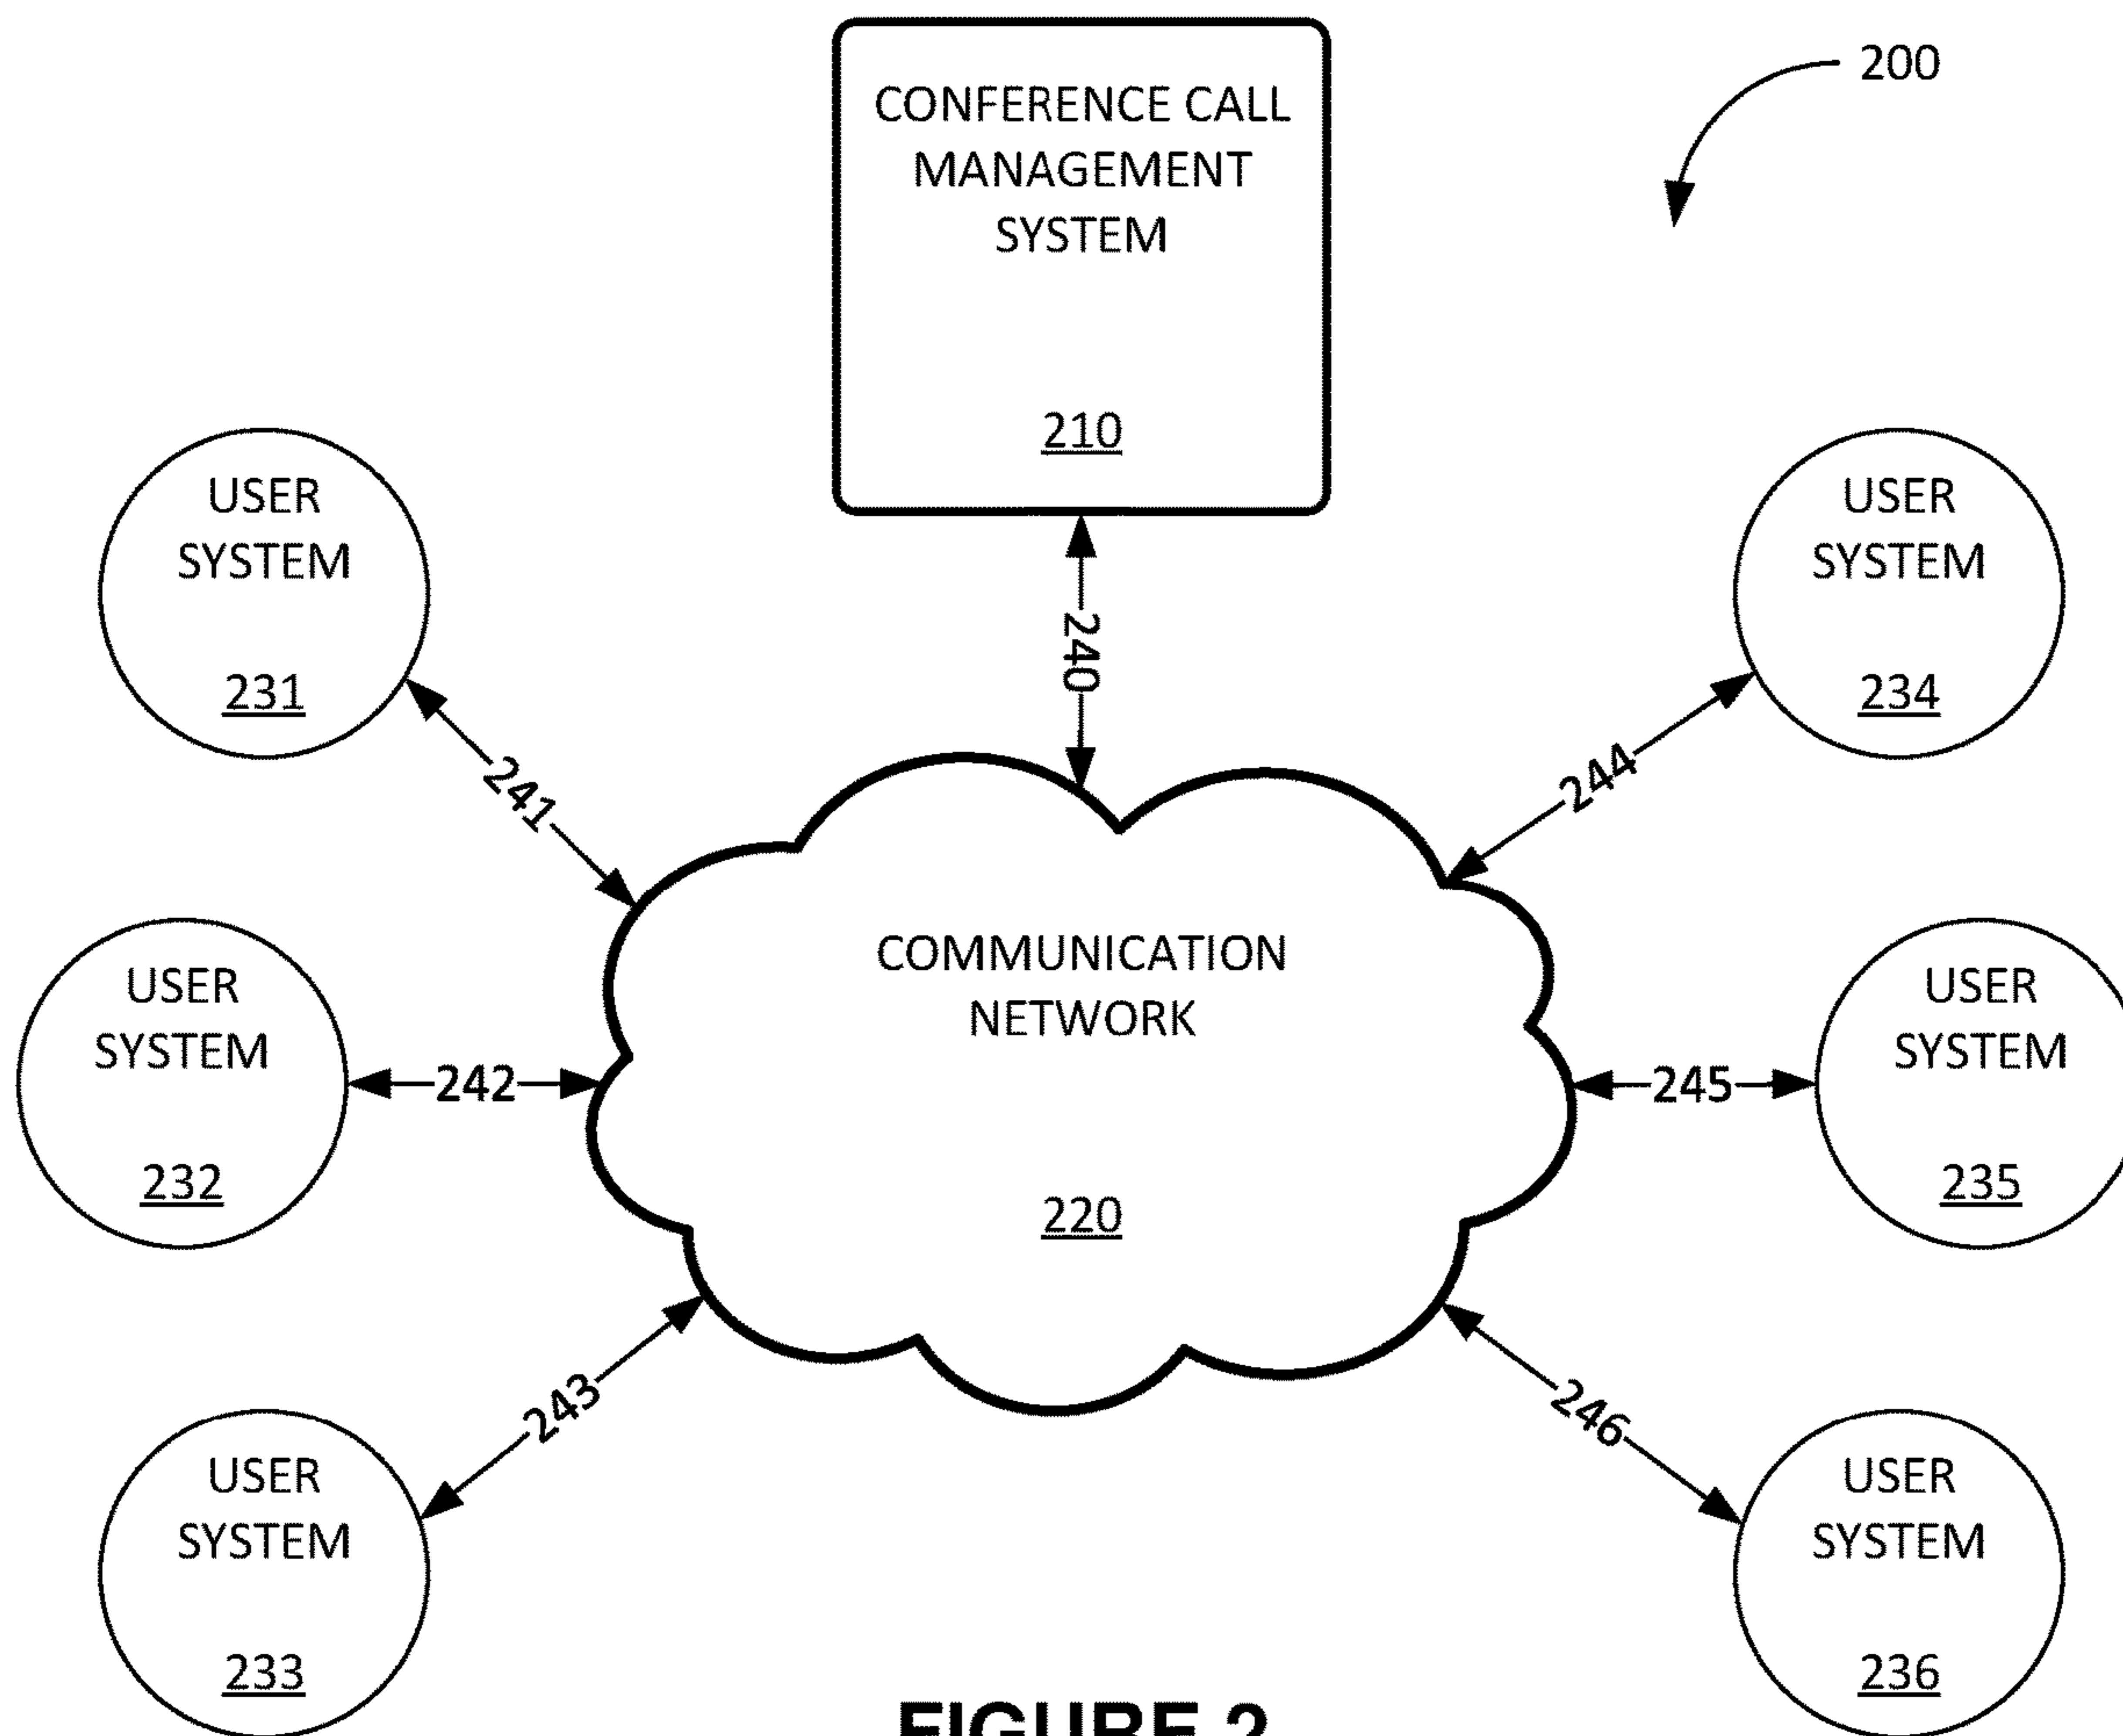 CONFERENCE CALL
MANAGEMENT
SYSTEM
210
200
USER
SYSTEM
231
USER
SYSTEM
234
240
241
244
COMMUNICATION
NETWORK
220
USER
SYSTEM
232
242
245
USER
SYSTEM
235
243
246
USER
SYSTEM
233
USER
SYSTEM
236
FIGURE 2